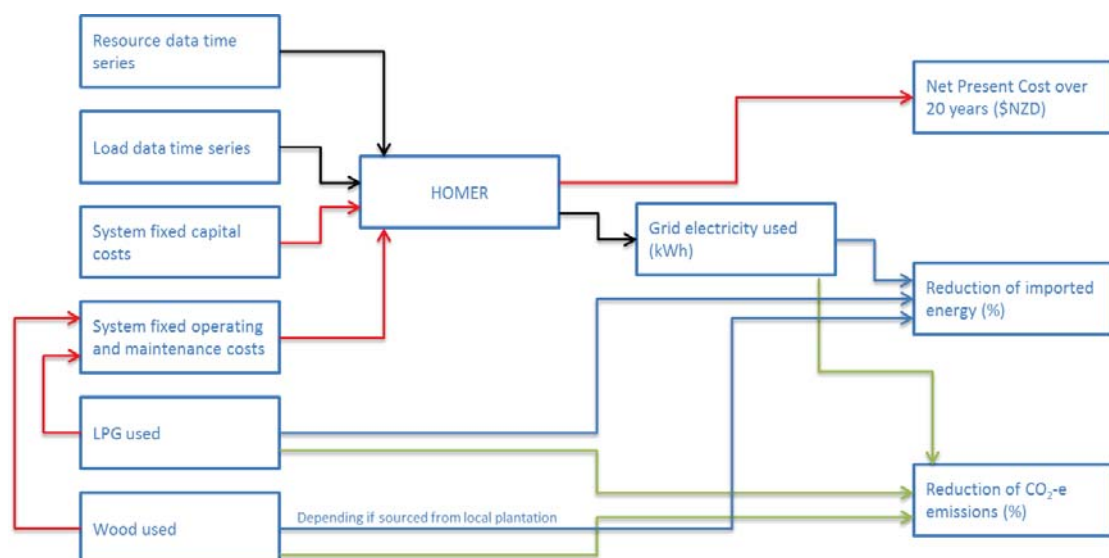 Resource data time
series
Load data time series
System fixed capital
costs
System fixed operating
and maintenance costs
LPG used
Wood used
HOMER
Grid electricity used
(kWh)
Depending if sourced from local plantation
Net Present Cost over
20 years ($NZD)
Reduction of imported
energy (%)
Reduction of CO₂-e
emissions (%)